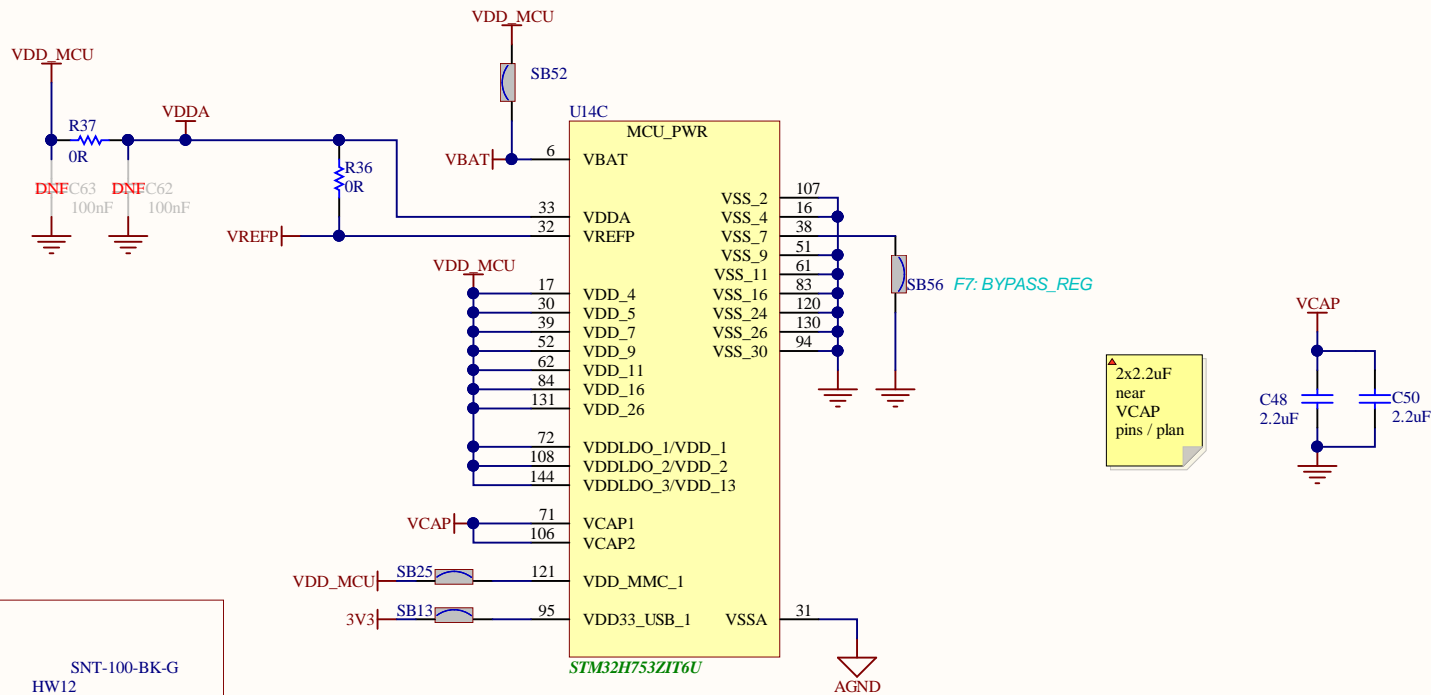 VDD_MCU
VDD_MCU
SB52
VDDA
R37
0R
U14C
MCU_PWR
DNF C63
100nF
DNF C62
100nF
R36
0R
VBAT
6
VBAT
33
VDDA
VREFP
32
VREFP
VSS_2
107
VSS_4
16
VSS_7
38
VSS_9
51
VSS_11
61
VSS_16
83
VSS_24
120
VSS_26
130
VSS_30
94
SB56
F7: BYPASS_REG
VDD_MCU
17
VDD_4
30
VDD_5
39
VDD_7
52
VDD_9
62
VDD_11
84
VDD_16
131
VDD_26
72
VDDLDO_1/VDD_1
108
VDDLDO_2/VDD_2
144
VDDLDO_3/VDD_13
VCAP
71
VCAP1
106
VCAP2
VDD_MCU
SB25
121
VDD_MMC_1
3V3
SB13
95
VDD33_USB_1
VSSA
31
AGND
STM32H753ZIT6U
2x2.2uF
near
VCAP
pins / plan
VCAP
C48
2.2uF
C50
2.2uF
SNT-100-BK-G
HW12